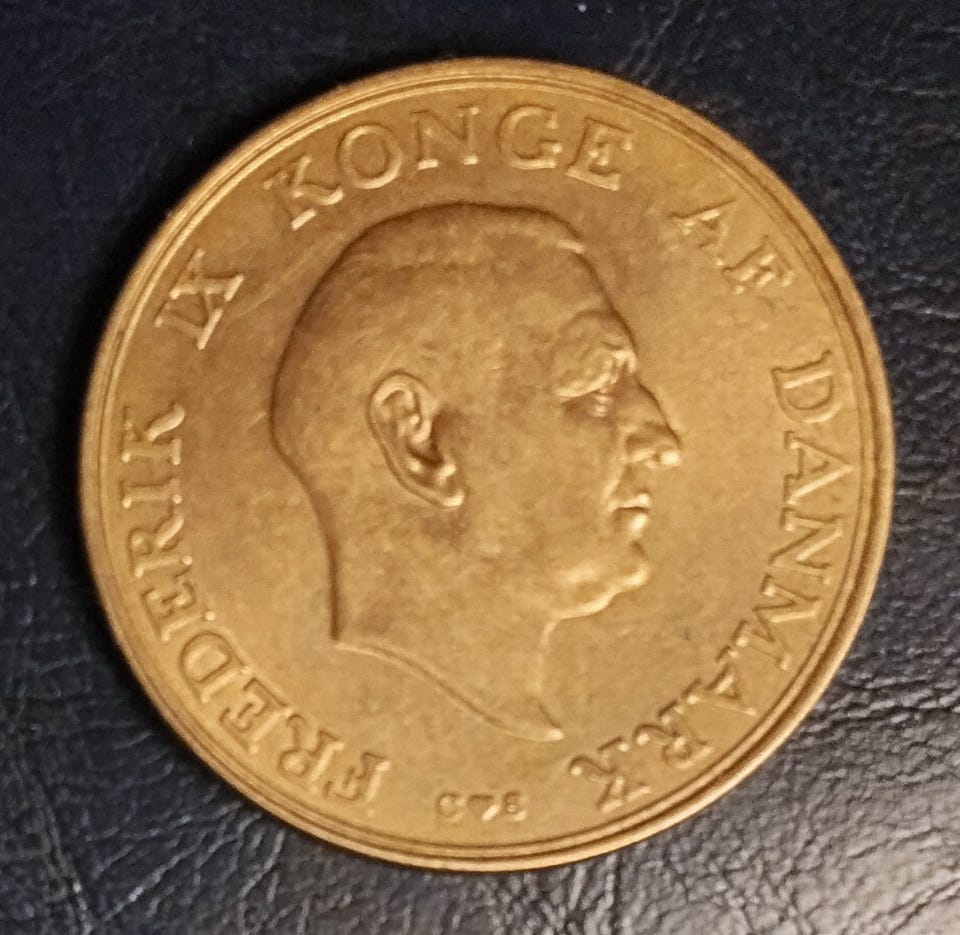 FREDERIK IX KONGE AF DANMARK